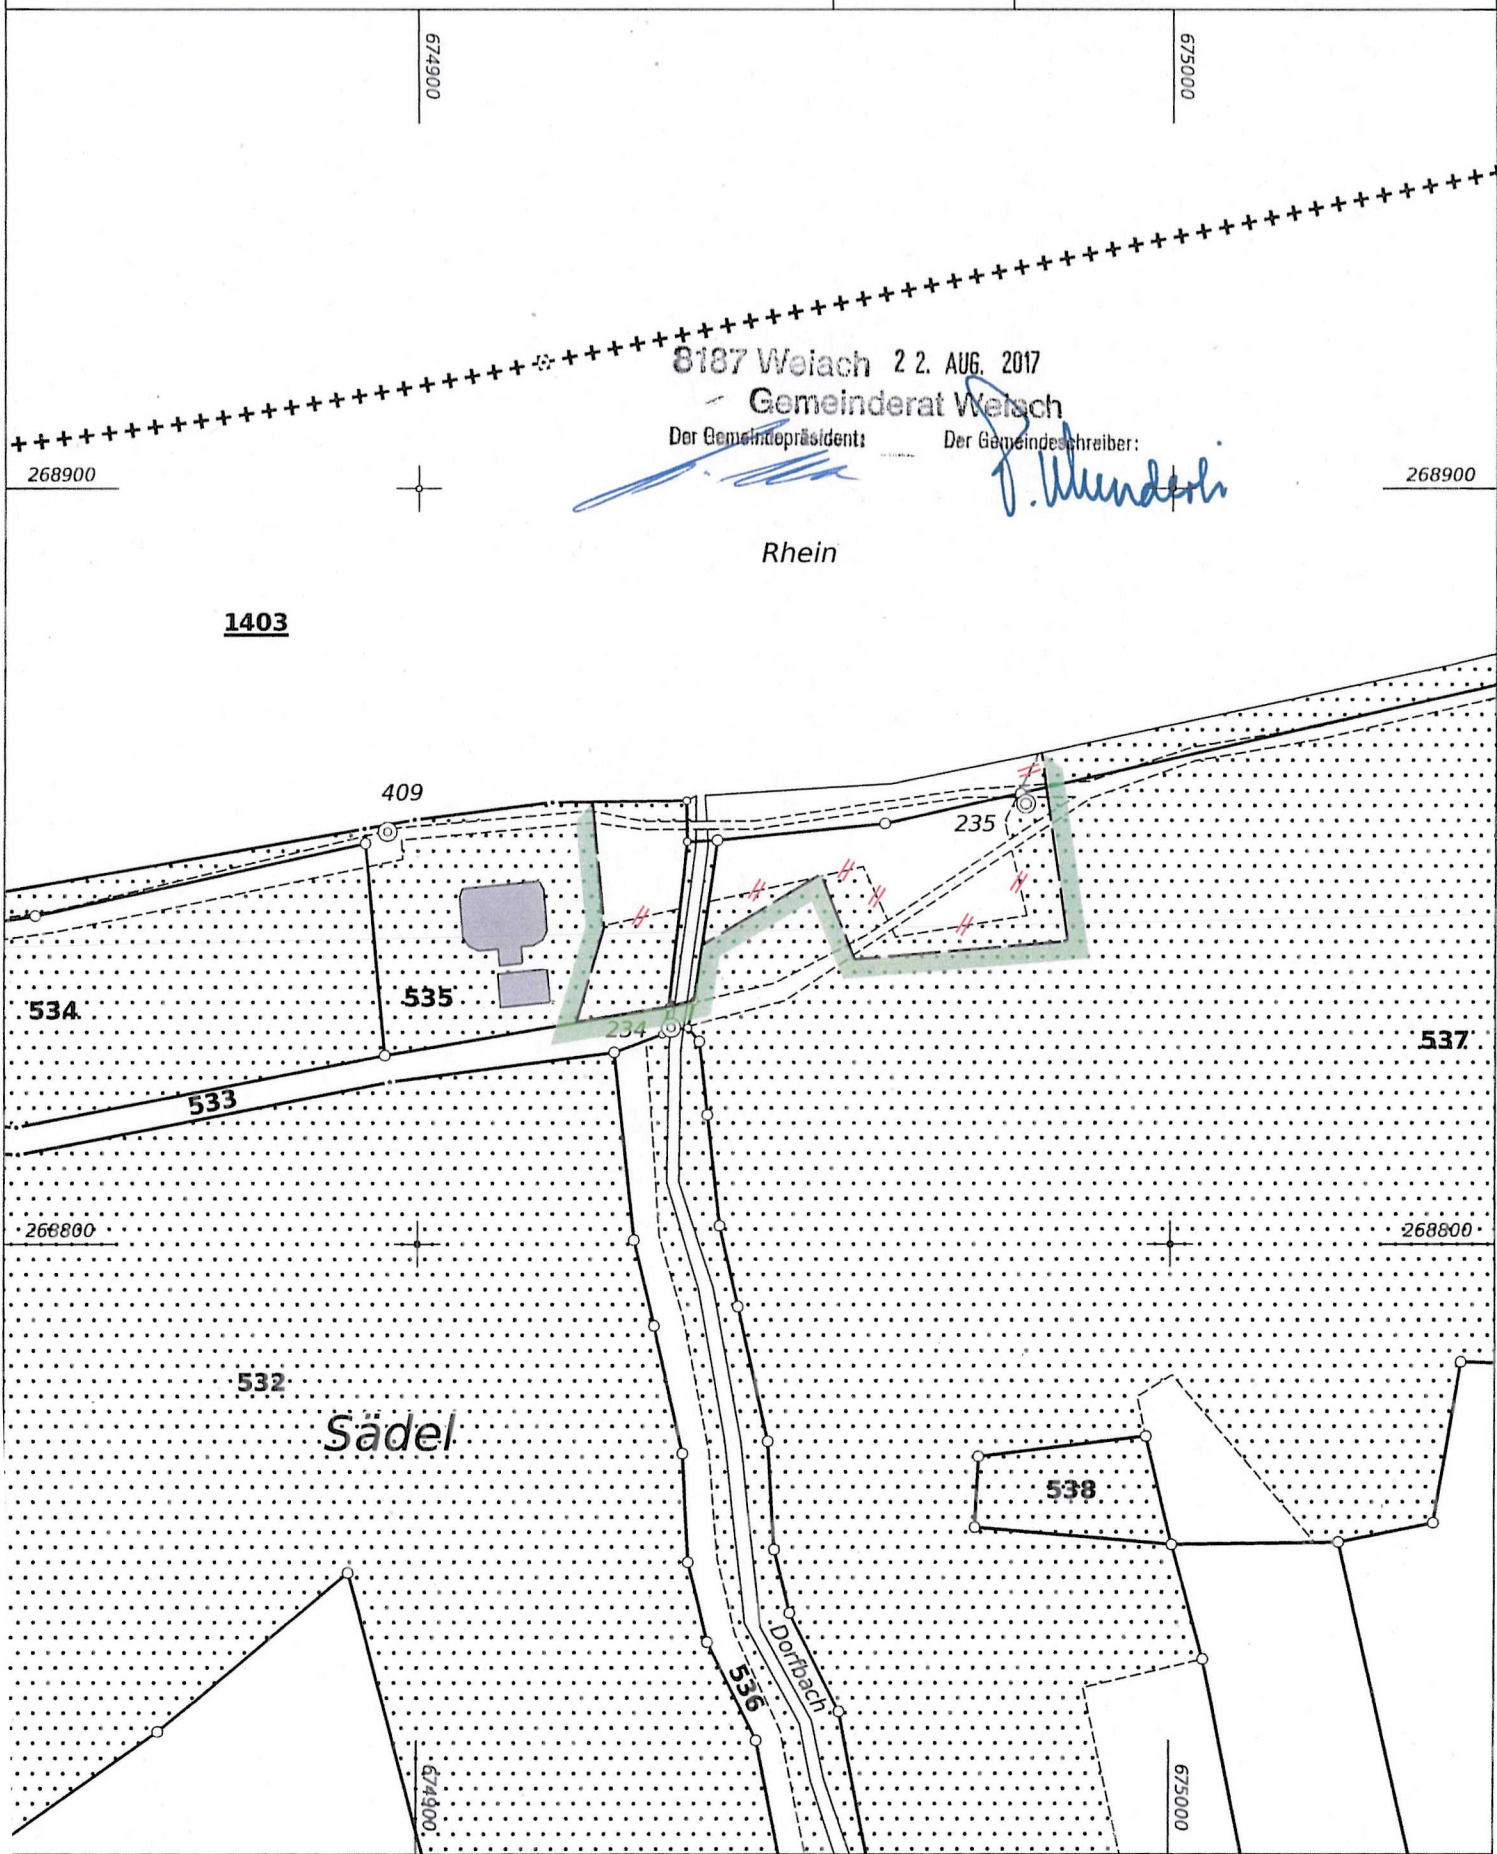 674900
675000
8187 Weiach 22. AUG. 2017
Gemeinderat Weiach
Der Gemeindepräsident: Der Gemeindeschreiber:
P. Wunderli
268900
268900
Rhein
1403
409
235
534
535
234
537
533
268800
268800
532
Sädel
538
Dorfbach
536
674900
675000